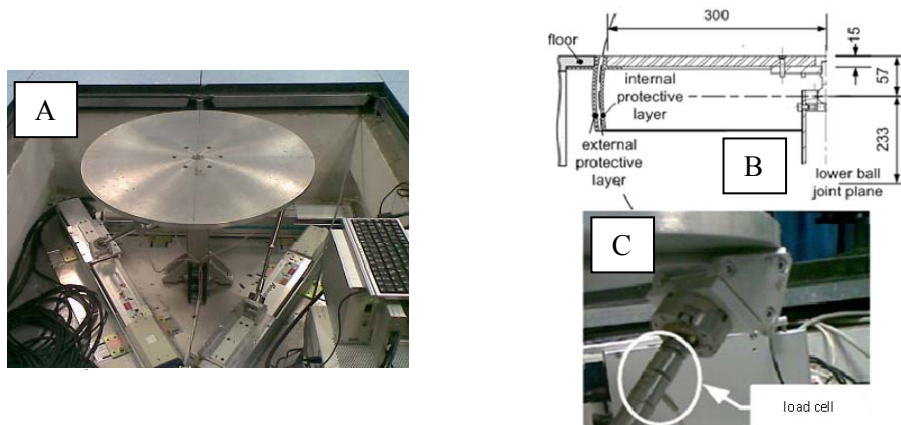 A
300
15
floor
internal
protective
layer
57
external
protective
layer
B
233
lower ball
joint plane
C
load cell